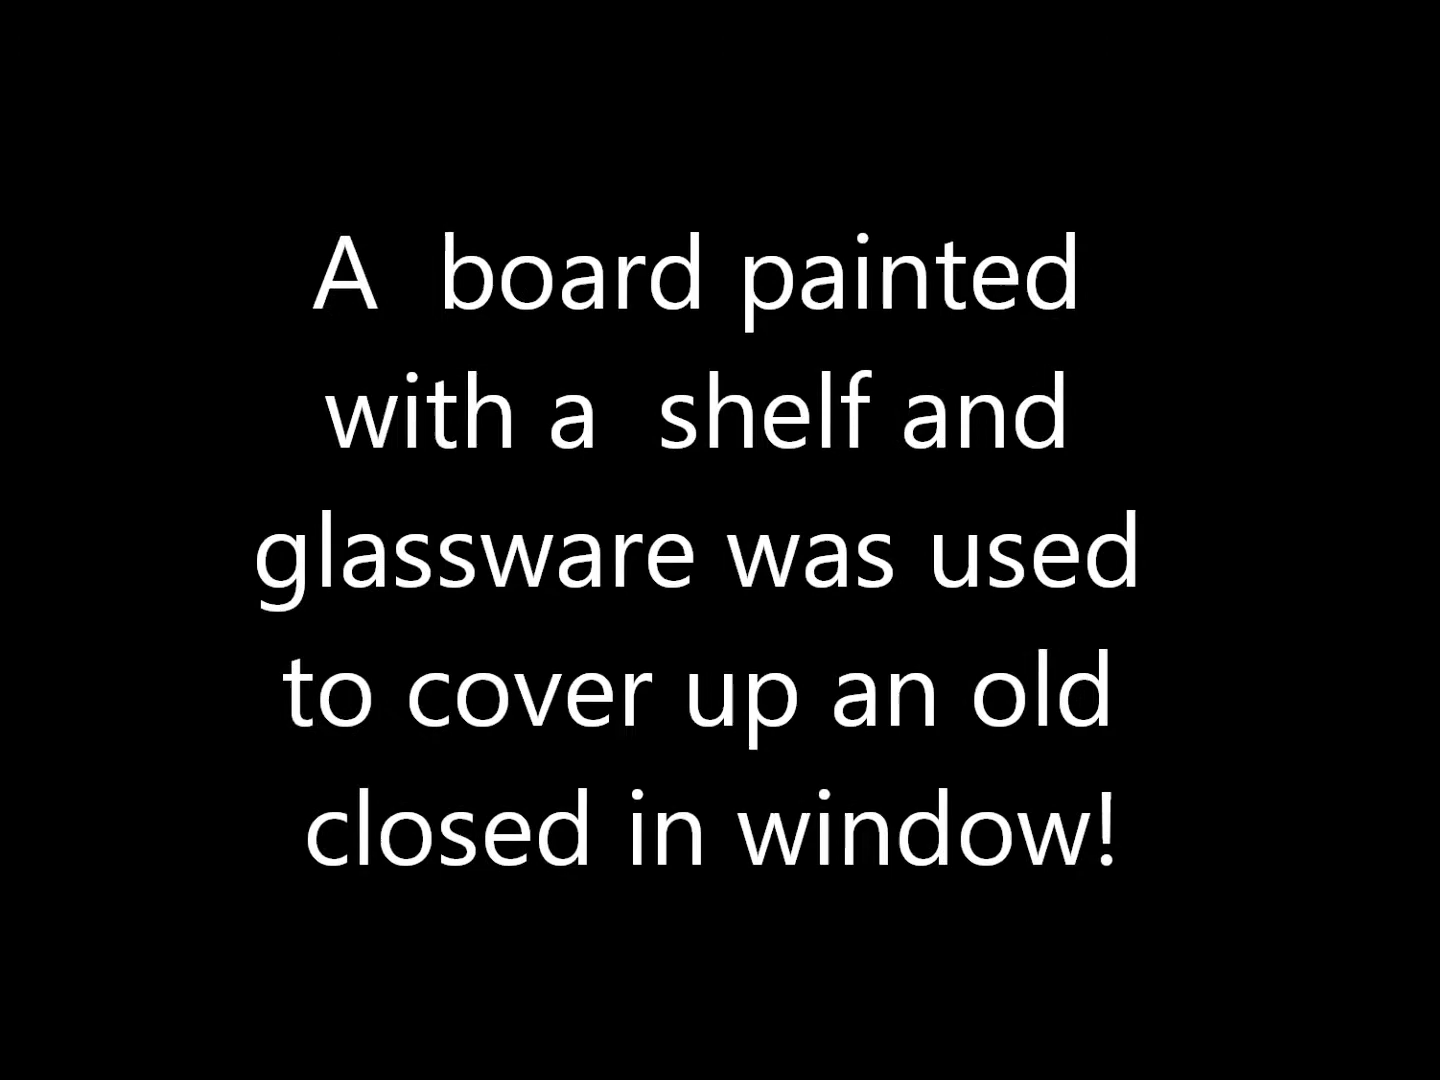 A  board painted
with a  shelf and
glassware was used
to cover up an old
closed in window!